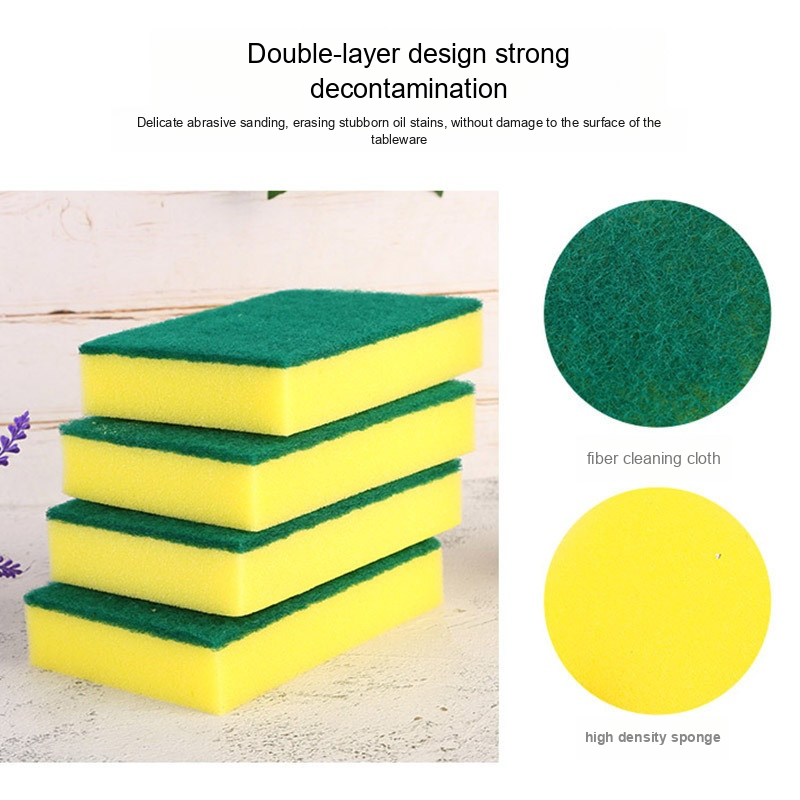 Double-layer design strong
decontamination
Delicate abrasive sanding, erasing stubborn oil stains, without damage to the surface of the
tableware
fiber cleaning cloth
high density sponge